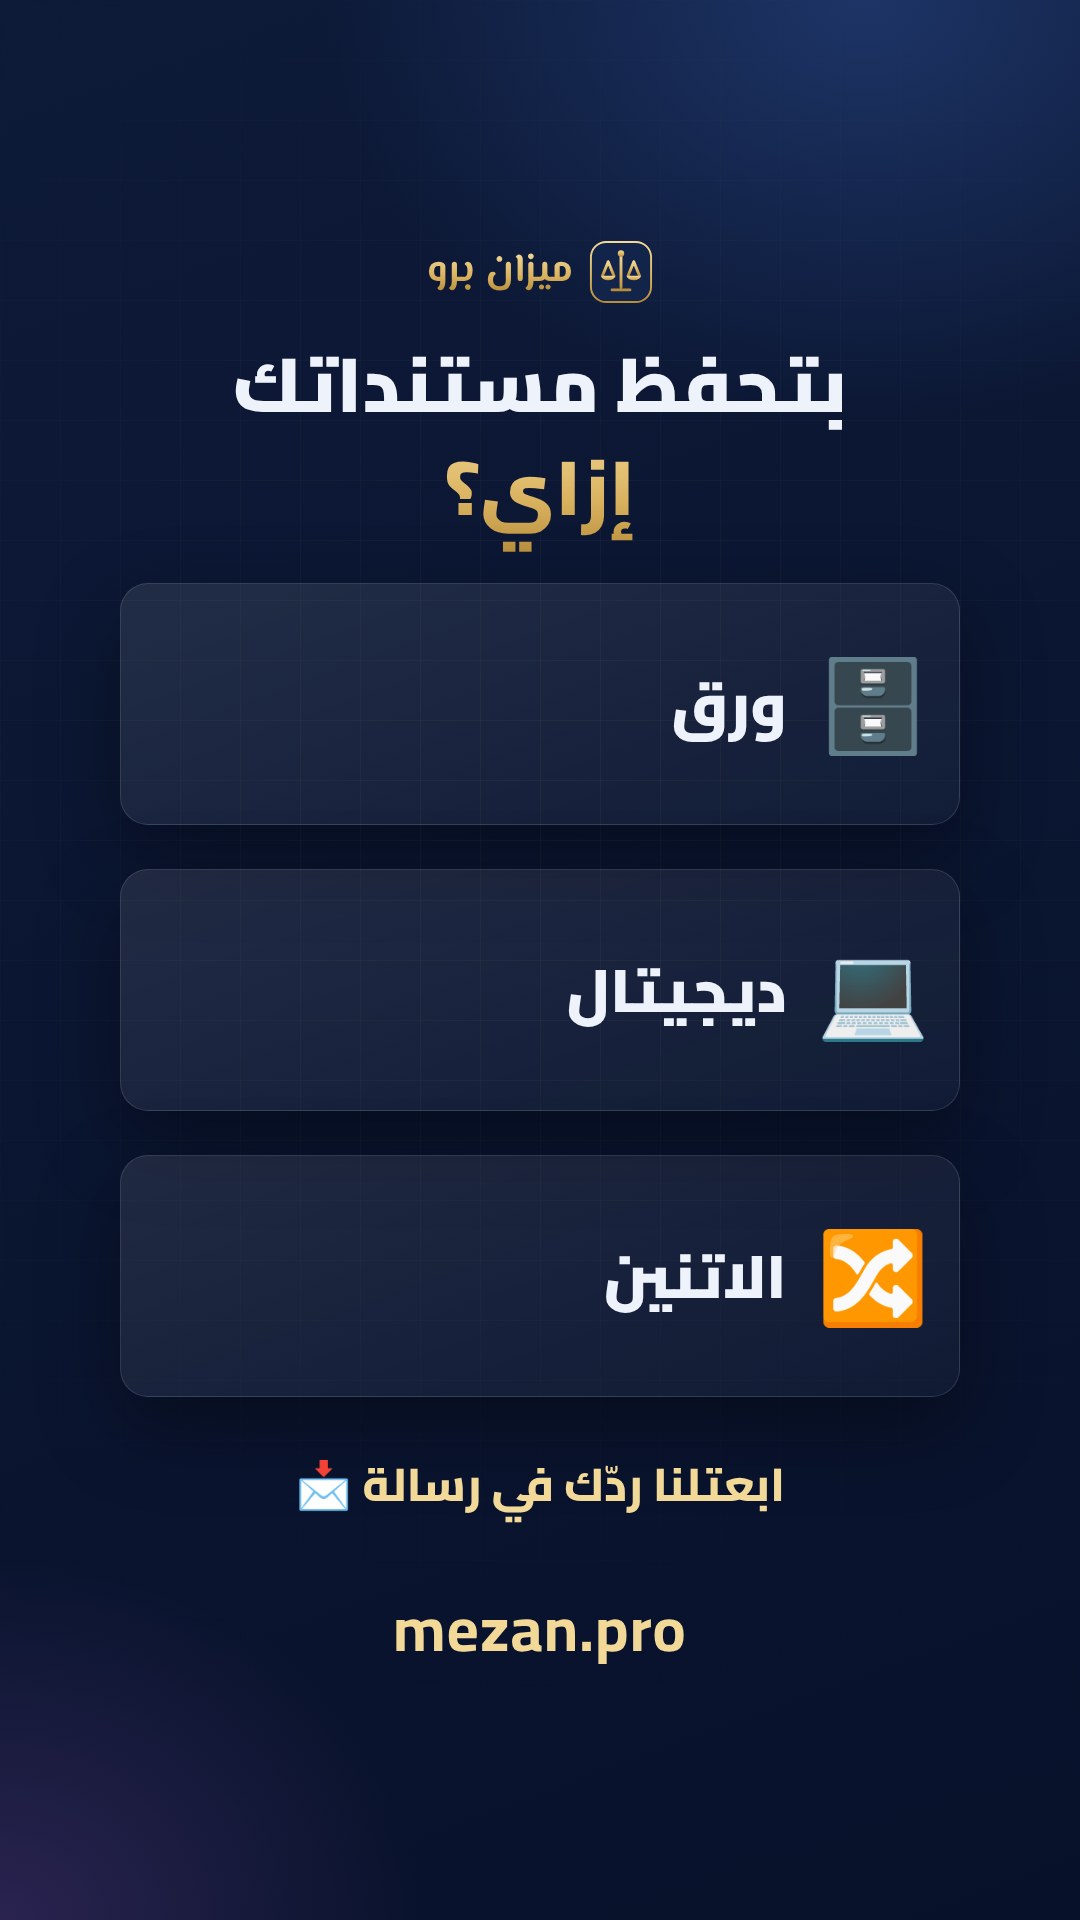 ميزان برو
بتحفظ مستنداتك
إزاي؟
ورق
ديجيتال
الاتنين
ابعتلنا ردّك في رسالة
mezan.pro